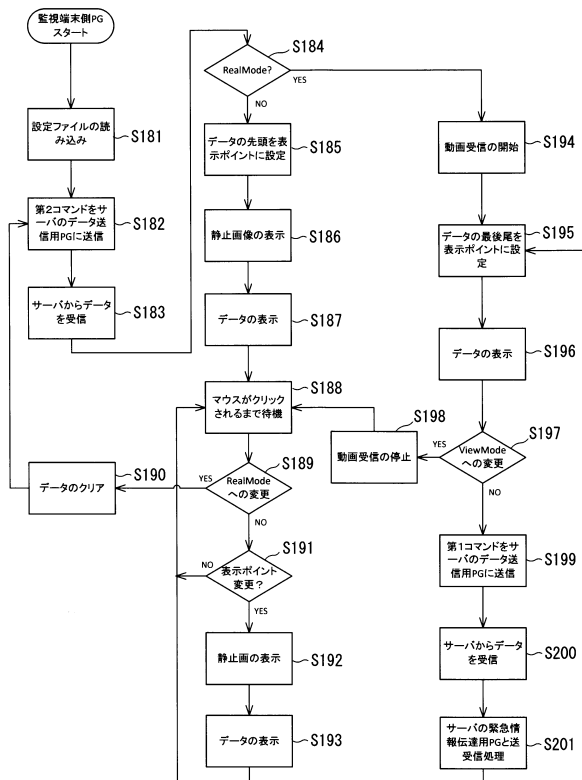 監視端末側PG
スタート
設定ファイルの読
み込み
S181
第2コマンドをサ
ーバのデータ送
信用PGに送信
S182
サーバからデータ
を受信
S183
RealMode?
S184
YES
NO
データの先頭を表
示ポイントに設定
S185
静止画像の表示
S186
データの表示
S187
マウスがクリック
されるまで待機
S188
RealMode
への変更
S189
YES
NO
データのクリア
S190
表示ポイント
変更?
S191
NO
YES
静止画の表示
S192
データの表示
S193
動画受信の開始
S194
データの最後尾を
表示ポイントに設
定
S195
データの表示
S196
ViewMode
への変更
S197
YES
NO
動画受信の停止
S198
第1コマンドをサ
ーバのデータ送
信用PGに送信
S199
サーバからデータ
を受信
S200
サーバの緊急情
報伝達用PGと送
受信処理
S201